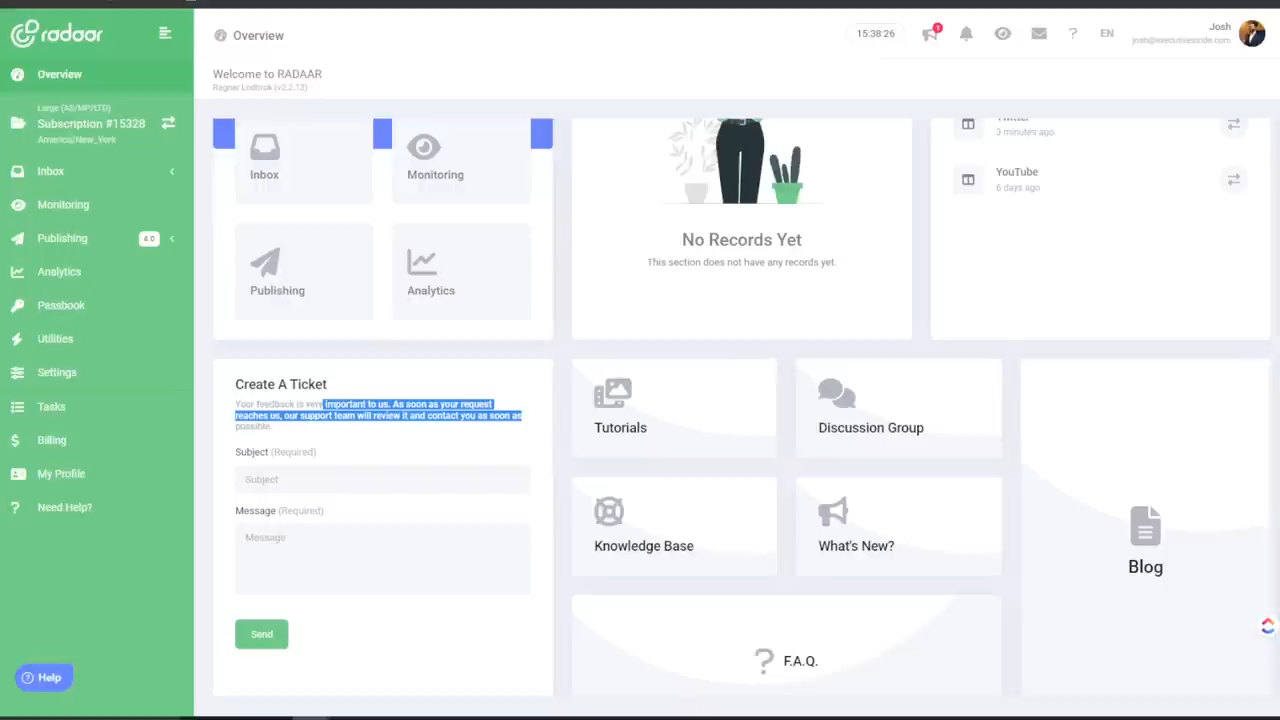 radaar
Overview
Large (All/MP/LTD)
Subscription #15328
America/New_York
Inbox
Monitoring
Publishing 4.0
Analytics
Passbook
Utilities
Settings
Tasks
Billing
My Profile
Need Help?
Help
Overview
15:38:26
1
EN
Josh
Welcome to RADAAR
Ragnar Lodbrok (v2.2.13)
Inbox
Monitoring
Publishing
Analytics
No Records Yet
This section does not have any records yet.
Twitter
3 minutes ago
YouTube
6 days ago
Create A Ticket
Your feedback is very important to us. As soon as your request
reaches us, our support team will review it and contact you as soon as
possible.
Subject (Required)
Subject
Message (Required)
Message
Send
Tutorials
Discussion Group
Knowledge Base
What's New?
? F.A.Q.
Blog